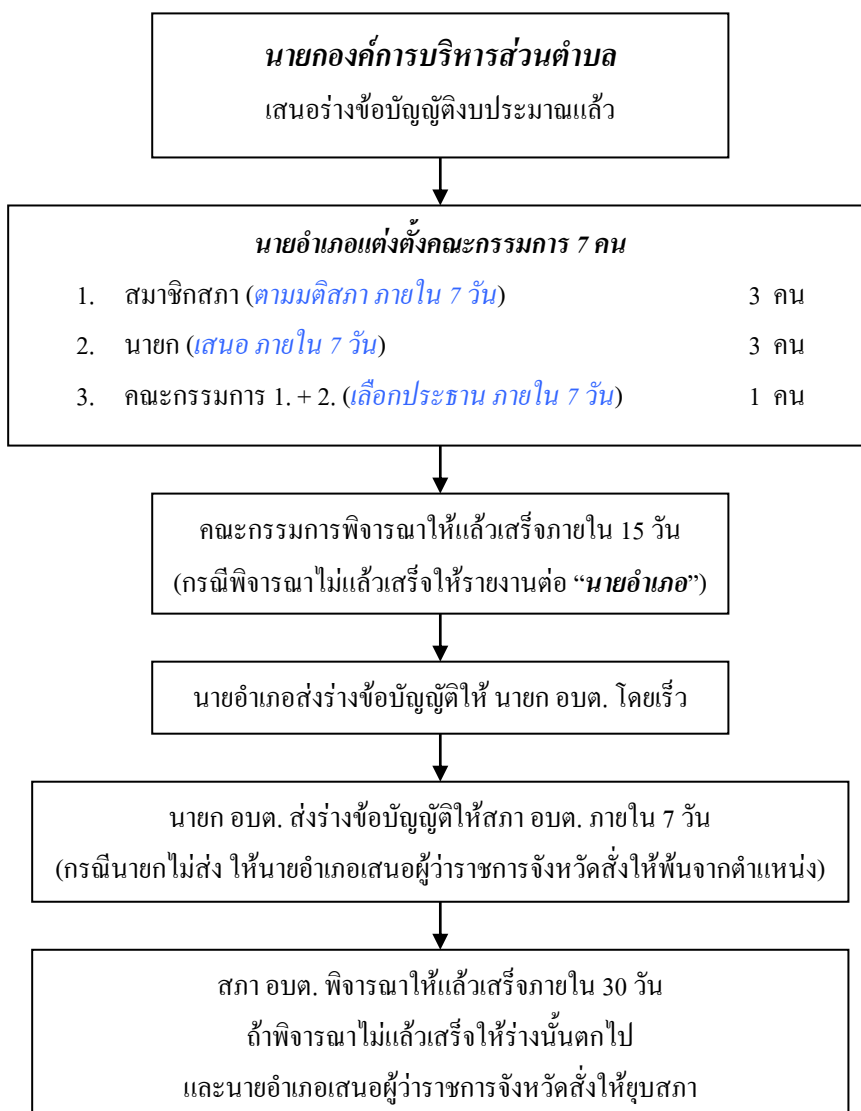 นายกองค์การบริหารส่วนตำบล
เสนอร่างข้อบัญญัติงบประมาณแล้ว
นายอำเภอแต่งตั้งคณะกรรมการ 7 คน
1. สมาชิกสภา (ตามมติสภา ภายใน 7 วัน) 3 คน
2. นายก (เสนอ ภายใน 7 วัน) 3 คน
3. คณะกรรมการ 1. + 2. (เลือกประธาน ภายใน 7 วัน) 1 คน
คณะกรรมการพิจารณาให้แล้วเสร็จภายใน 15 วัน
(กรณีพิจารณาไม่แล้วเสร็จให้รายงานต่อ “นายอำเภอ”)
นายอำเภอส่งร่างข้อบัญญัติให้ นายก อบต. โดยเร็ว
นายก อบต. ส่งร่างข้อบัญญัติให้สภา อบต. ภายใน 7 วัน
(กรณีนายกไม่ส่ง ให้นายอำเภอเสนอผู้ว่าราชการจังหวัดสั่งให้พ้นจากตำแหน่ง)
สภา อบต. พิจารณาให้แล้วเสร็จภายใน 30 วัน
ถ้าพิจารณาไม่แล้วเสร็จให้ร่างนั้นตกไป
และนายอำเภอเสนอผู้ว่าราชการจังหวัดสั่งให้ยุบสภา